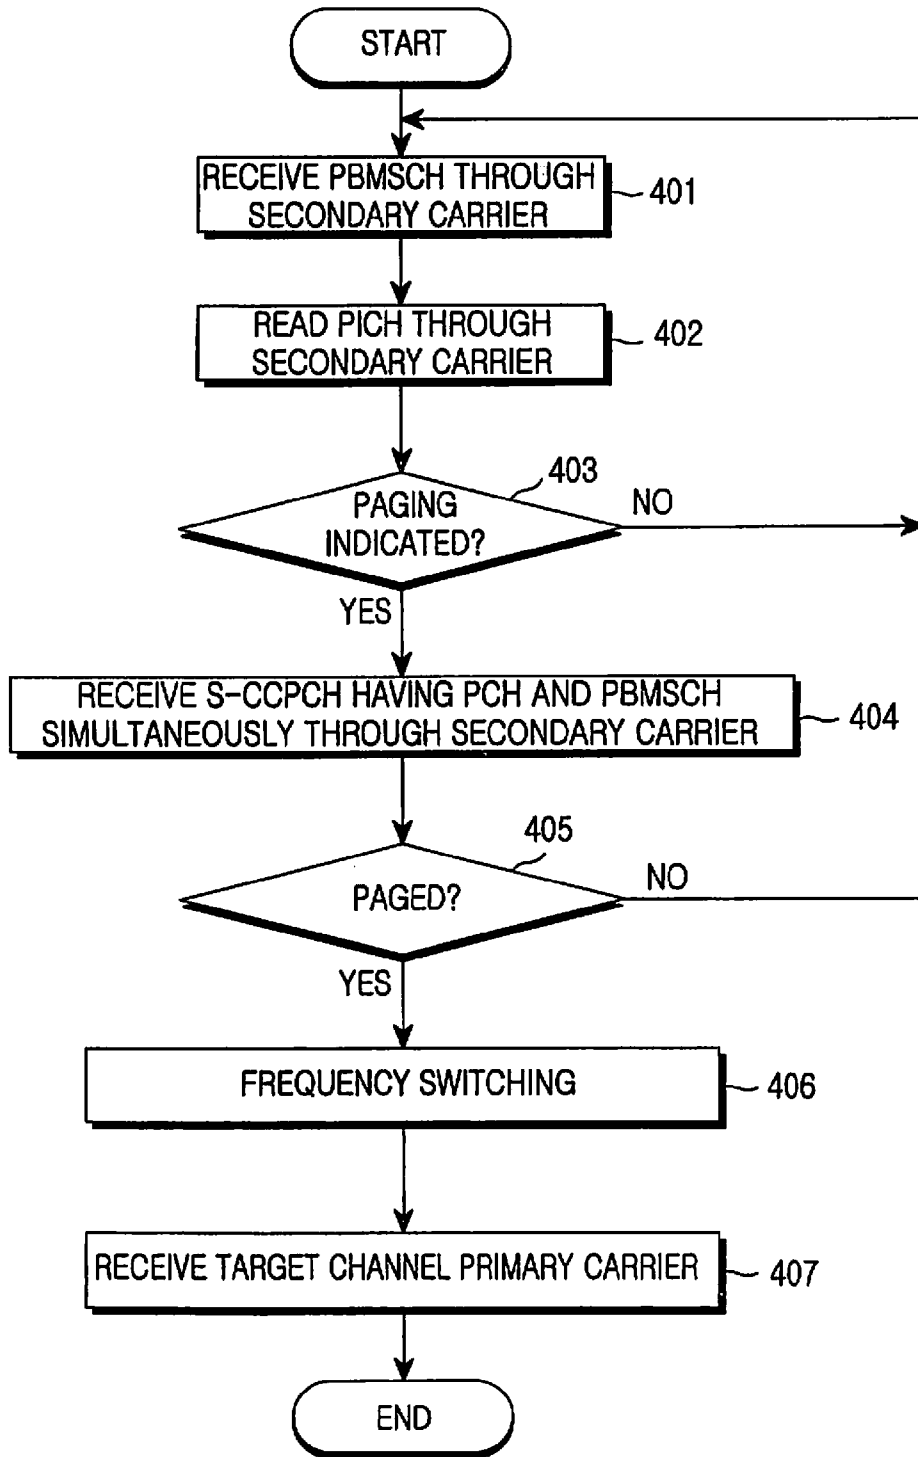 START
RECEIVE PBMSCH THROUGH
SECONDARY CARRIER
401
READ PICH THROUGH
SECONDARY CARRIER
402
403
PAGING
INDICATED?
NO
YES
RECEIVE S-CCPCH HAVING PCH AND PBMSCH
SIMULTANEOUSLY THROUGH SECONDARY CARRIER
404
405
PAGED?
NO
YES
FREQUENCY SWITCHING
406
RECEIVE TARGET CHANNEL PRIMARY CARRIER
407
END